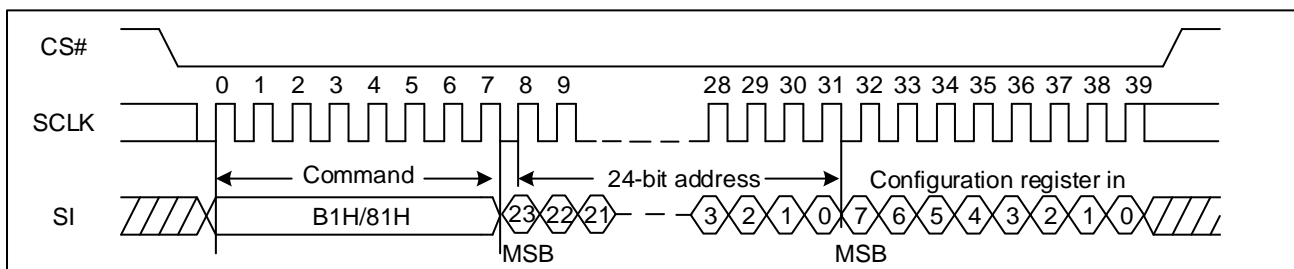 CS#
0 1 2 3 4 5 6 7 8 9 28 29 30 31 32 33 34 35 36 37 38 39
SCLK
Command 24-bit address Configuration register in
SI B1H/81H 23 22 21 3 2 1 0 7 6 5 4 3 2 1 0
MSB MSB